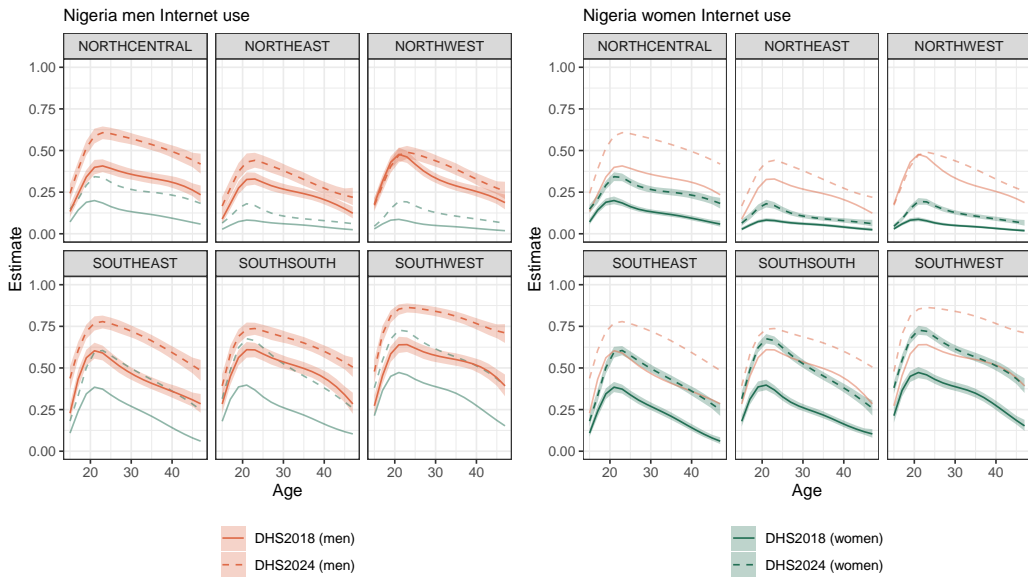 Nigeria men Internet use
NORTHCENTRAL NORTHEAST NORTHWEST
1.00
0.75
0.50
0.25
0.00
SOUTHEAST SOUTHSOUTH SOUTHWEST
1.00
0.75
0.50
0.25
0.00
Estimate
20 30 40 20 30 40 20 30 40
Age
DHS2018 (men)
DHS2024 (men)
Nigeria women Internet use
NORTHCENTRAL NORTHEAST NORTHWEST
1.00
0.75
0.50
0.25
0.00
SOUTHEAST SOUTHSOUTH SOUTHWEST
1.00
0.75
0.50
0.25
0.00
Estimate
20 30 40 20 30 40 20 30 40
Age
DHS2018 (women)
DHS2024 (women)